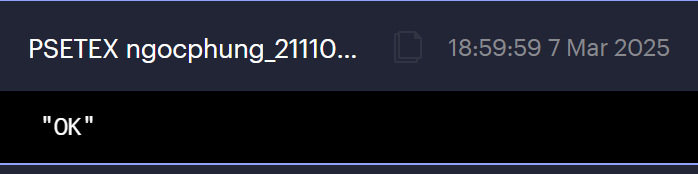 PSETEX ngocphung_21110...
18:59:59 7 Mar 2025
"OK"